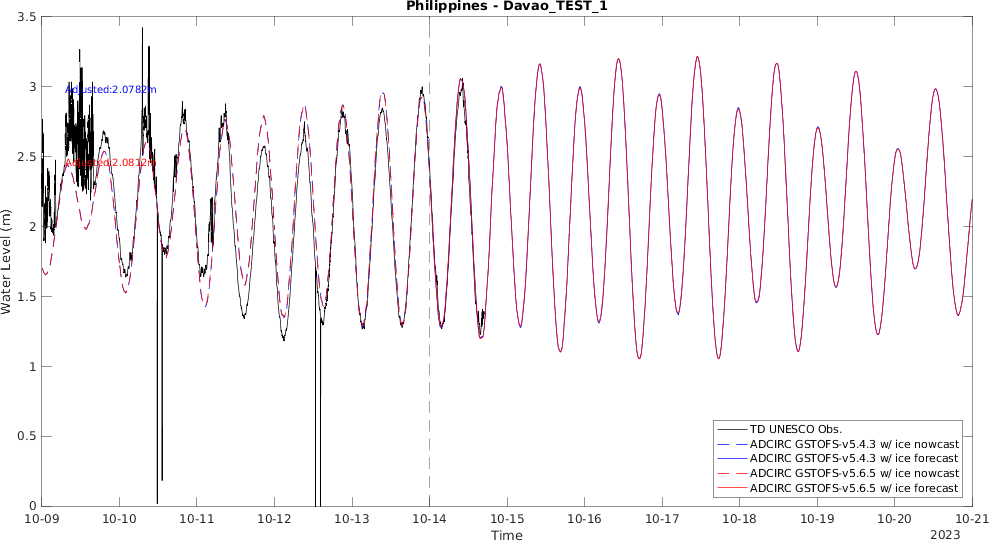 Philippines - Davao_TEST_1
3.5
3
2.5
2
1.5
1
0.5
0
Water Level (m)
Adjusted:2.0782m
Adjusted:2.0812m
TD UNESCO Obs.
ADCIRC GSTOFS-v5.4.3 w/ ice nowcast
ADCIRC GSTOFS-v5.4.3 w/ ice forecast
ADCIRC GSTOFS-v5.6.5 w/ ice nowcast
ADCIRC GSTOFS-v5.6.5 w/ ice forecast
10-09 10-10 10-11 10-12 10-13 10-14 10-15 10-16 10-17 10-18 10-19 10-20 10-21
Time
2023